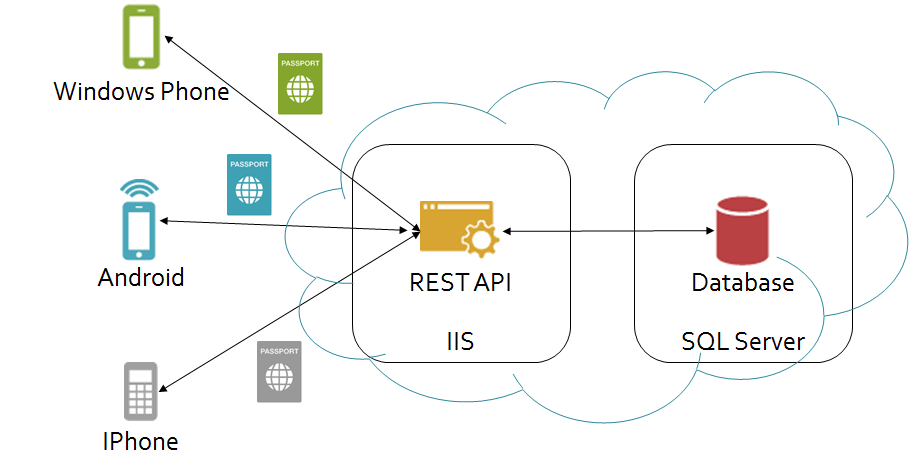 PASSPORT
Windows Phone
PASSPORT
Android
REST API
Database
IIS
SQL Server
PASSPORT
IPhone